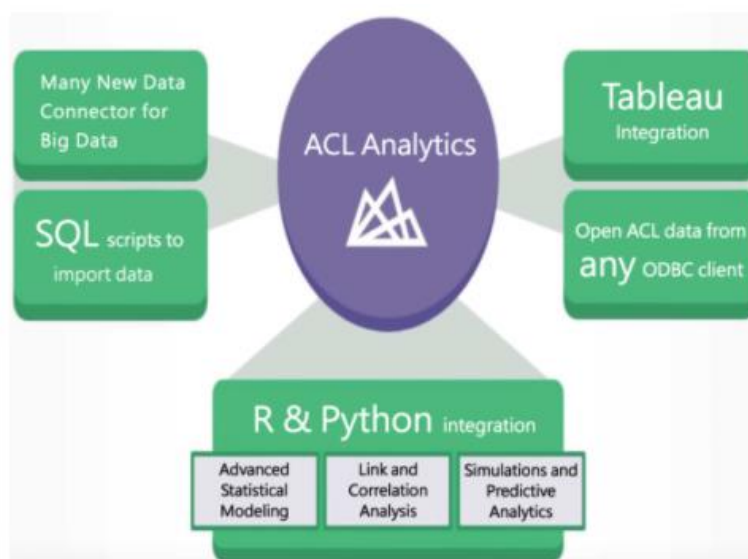 Many New Data
Connector for
Big Data
SQL scripts to
import data
ACL Analytics
Tableau
Integration
Open ACL data from
any ODBC client
R & Python integration
Advanced
Statistical
Modeling
Link and
Correlation
Analysis
Simulations and
Predictive
Analytics